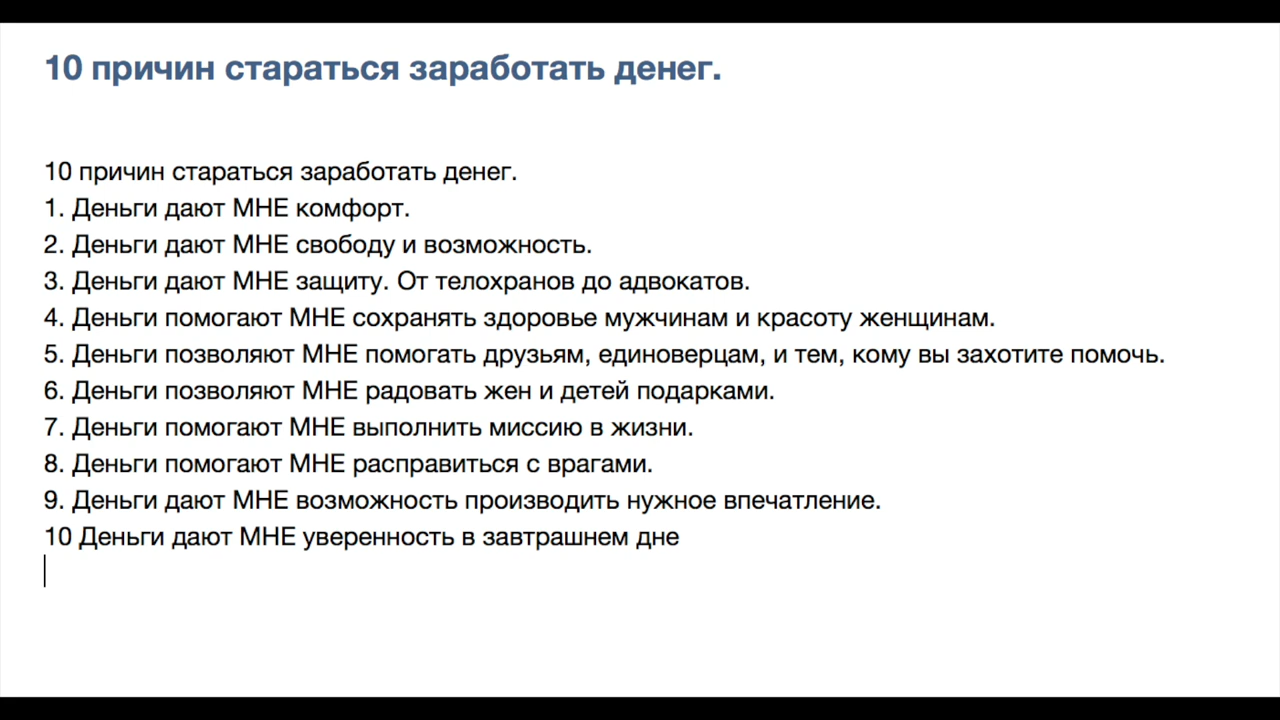 10 причин стараться заработать денег.
10 причин стараться заработать денег.
1. Деньги дают МНЕ комфорт.
2. Деньги дают МНЕ свободу и возможность.
3. Деньги дают МНЕ защиту. От телохранов до адвокатов.
4. Деньги помогают МНЕ сохранять здоровье мужчинам и красоту женщинам.
5. Деньги позволяют МНЕ помогать друзьям, единоверцам, и тем, кому вы захотите помочь.
6. Деньги позволяют МНЕ радовать жен и детей подарками.
7. Деньги помогают МНЕ выполнить миссию в жизни.
8. Деньги помогают МНЕ расправиться с врагами.
9. Деньги дают МНЕ возможность производить нужное впечатление.
10 Деньги дают МНЕ уверенность в завтрашнем дне